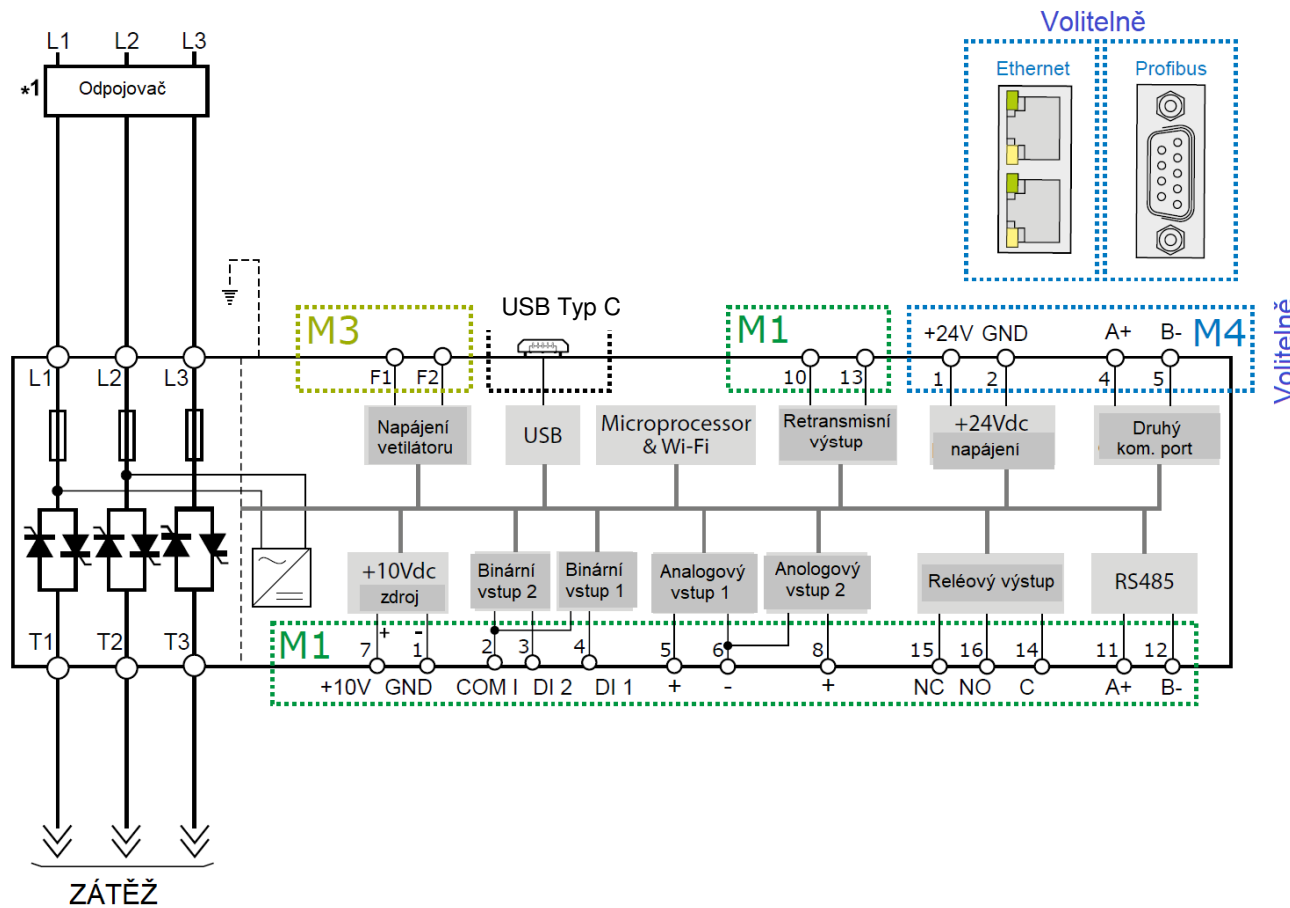 Volitelně
L1 L2 L3
*1 Odpojovač
Ethernet Profibus
USB Typ C
M3 M1 +24V GND A+ B- M4
Volitelně
L1 L2 L3 F1 F2 10 13 1 2 4 5
Napájení
vetilátoru
USB
Microprocessor
& Wi-Fi
Retransmisní
výstup
+24Vdc
napájení
Druhý
kom. port
+10Vdc
zdroj
Binární
vstup 2
Binární
vstup 1
Analogový
vstup 1
Anologový
vstup 2
Reléový výstup
RS485
T1 T2 T3 M1 7 + 1 - 2 3 4 5 6 8 15 16 14 11 12
+10V GND COM I DI 2 DI 1 + - + NC NO C A+ B-
ZÁTĚŽ